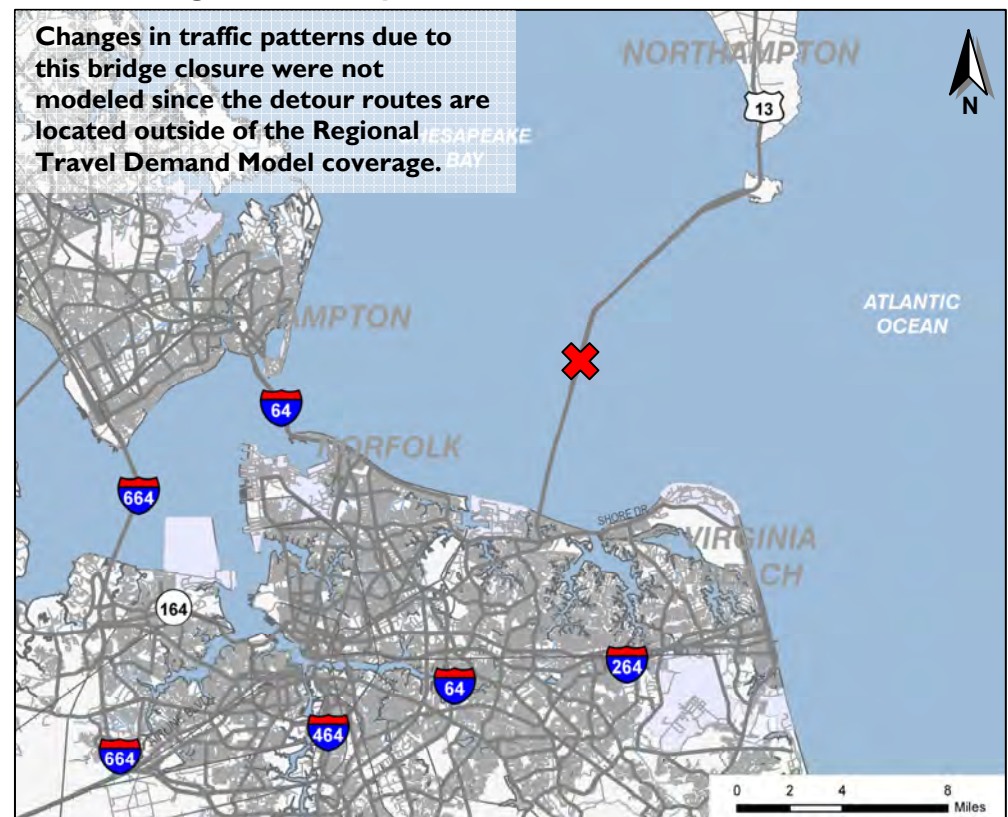 Changes in traffic patterns due to
this bridge closure were not
modeled since the detour routes are
located outside of the Regional
Travel Demand Model coverage.
NORTHAMPTON
13
N
BAY
ATLANTIC
OCEAN
64
664
SHORE DR
VIRGINIA
164
264
64
464
664
0 2 4 8
Miles